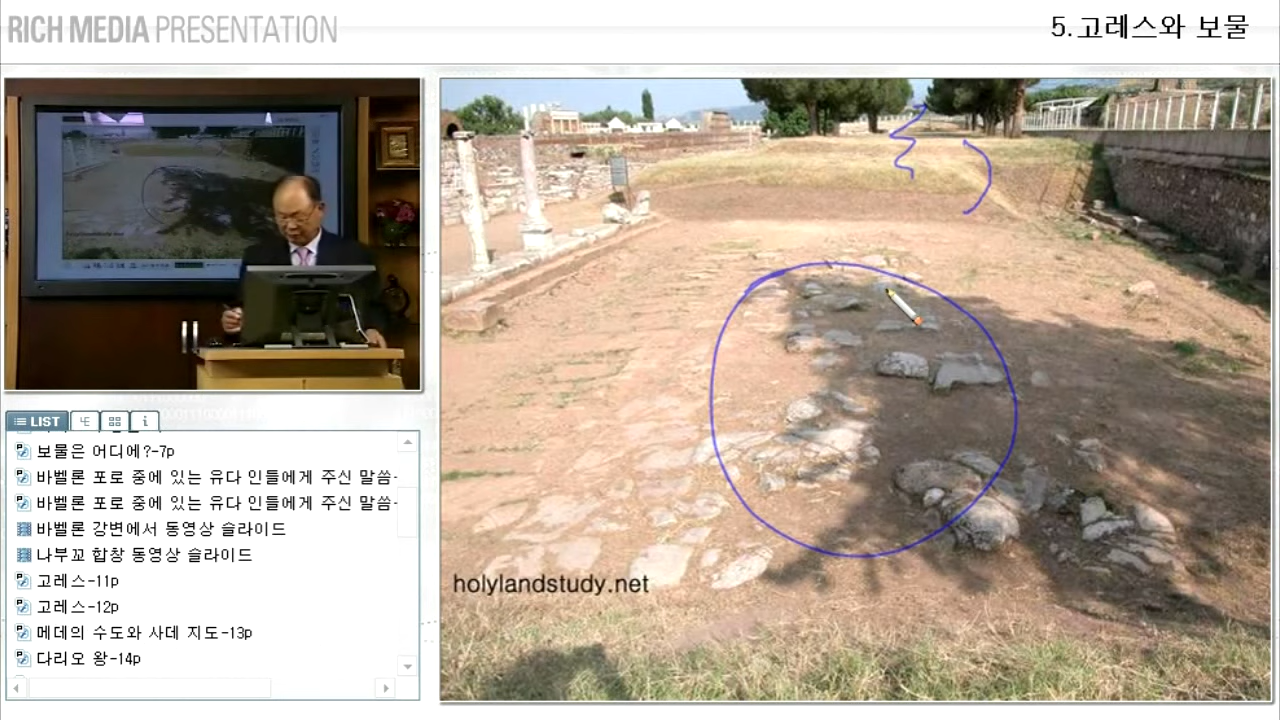 RICH MEDIA PRESENTATION
5.고레스와 보물
LIST
보물은 어디에?-7p
바벨론 포로 중에 있는 유다 인들에게 주신 말씀-
바벨론 포로 중에 있는 유다 인들에게 주신 말씀-
바벨론 강변에서 동영상 슬라이드
나부꼬 합창 동영상 슬라이드
고레스-11p
고레스-12p
메데의 수도와 사데 지도-13p
다리오 왕-14p
holylandstudy.net